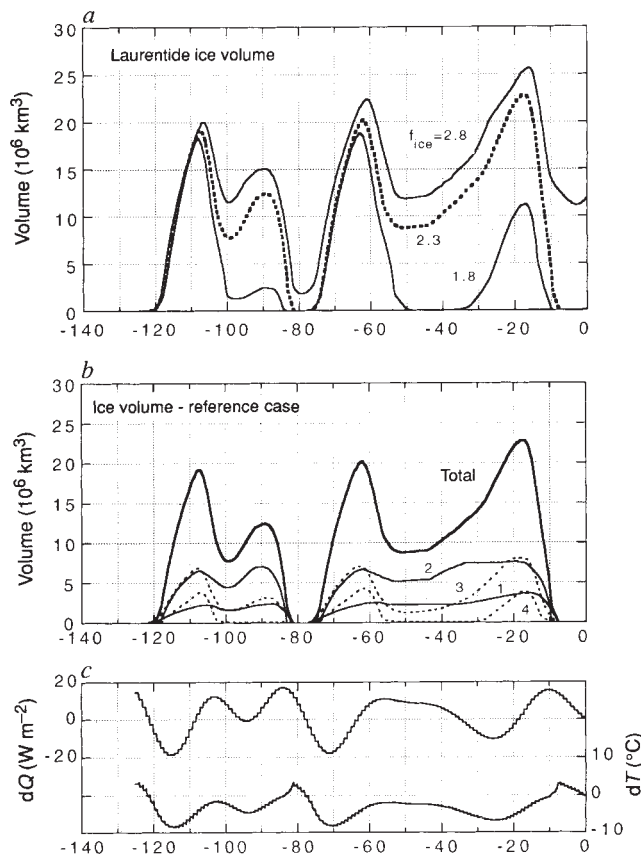 a
30
Laurentide ice volume
25
20
f_ice=2.8
15
10
2.3
5
1.8
0
-140 -120 -100 -80 -60 -40 -20 0
Volume (10⁶ km³)
b
30
Ice volume - reference case
25
20
Total
15
10
2
5
3
1
4
0
-140 -120 -100 -80 -60 -40 -20 0
Volume (10⁶ km³)
c
20
0
-20
dQ (W m⁻²)
10
0
-10
dT (°C)
-140 -120 -100 -80 -60 -40 -20 0